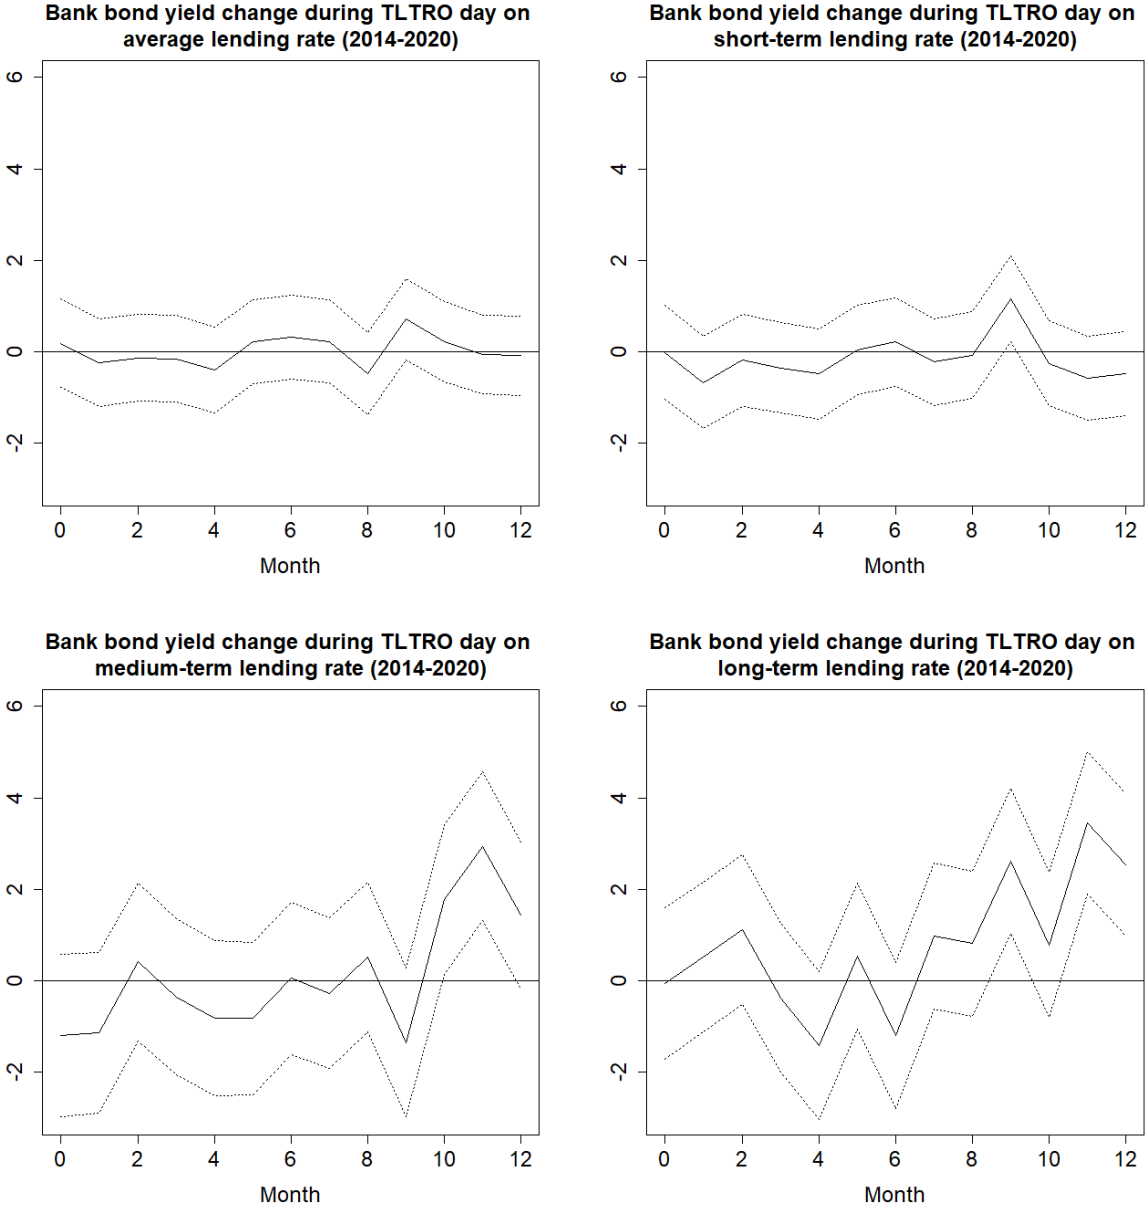 Bank bond yield change during TLTRO day on
average lending rate (2014-2020)
6
4
2
0
-2
0 2 4 6 8 10 12
Month
Bank bond yield change during TLTRO day on
short-term lending rate (2014-2020)
6
4
2
0
-2
0 2 4 6 8 10 12
Month
Bank bond yield change during TLTRO day on
medium-term lending rate (2014-2020)
6
4
2
0
-2
0 2 4 6 8 10 12
Month
Bank bond yield change during TLTRO day on
long-term lending rate (2014-2020)
6
4
2
0
-2
0 2 4 6 8 10 12
Month